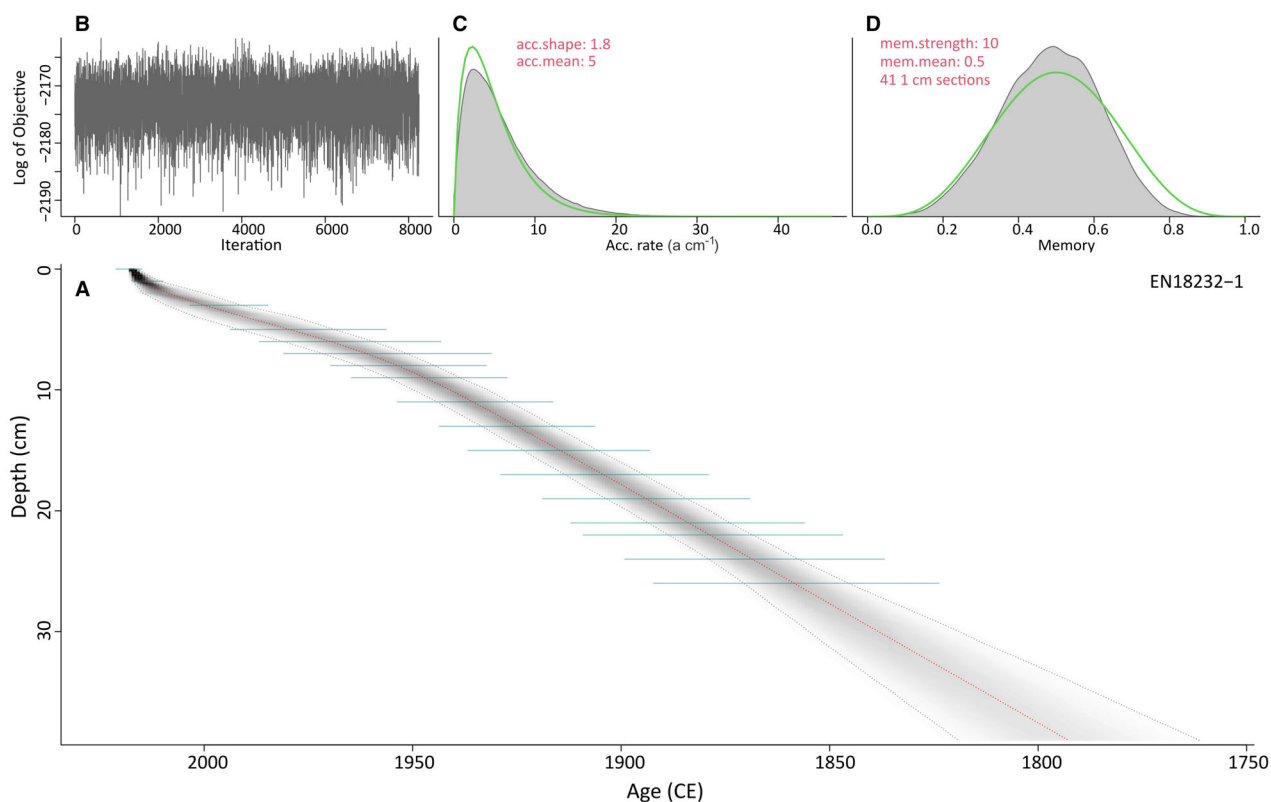 B
Log of Objective
−2170
−2180
−2190
0
2000
4000
6000
8000
Iteration
C
acc.shape: 1.8
acc.mean: 5
0
10
20
30
40
Acc. rate (a cm⁻¹)
D
mem.strength: 10
mem.mean: 0.5
41 1 cm sections
0.0
0.2
0.4
0.6
0.8
1.0
Memory
A
EN18232−1
Depth (cm)
0
10
20
30
2000
1950
1900
1850
1800
1750
Age (CE)